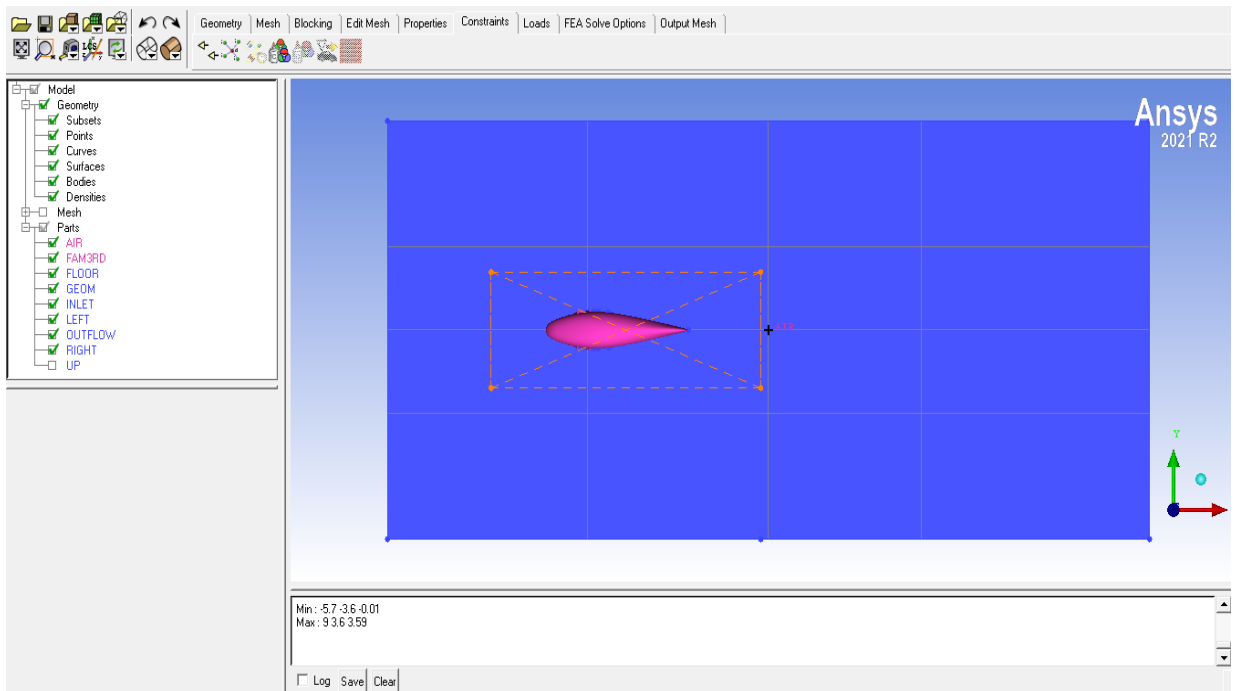 Geometry Mesh Blocking Edit Mesh Properties Constraints Loads FEA Solve Options Output Mesh
LCS
Model
Geometry
Subsets
Points
Curves
Surfaces
Bodies
Densities
Mesh
Parts
AIR
FAM3RD
FLOOR
GEOM
INLET
LEFT
OUTFLOW
RIGHT
UP
Ansys
2021 R2
AIR
Y
Min : -5.7 -3.6 -0.01
Max : 9 3.6 3.59
Log Save Clear